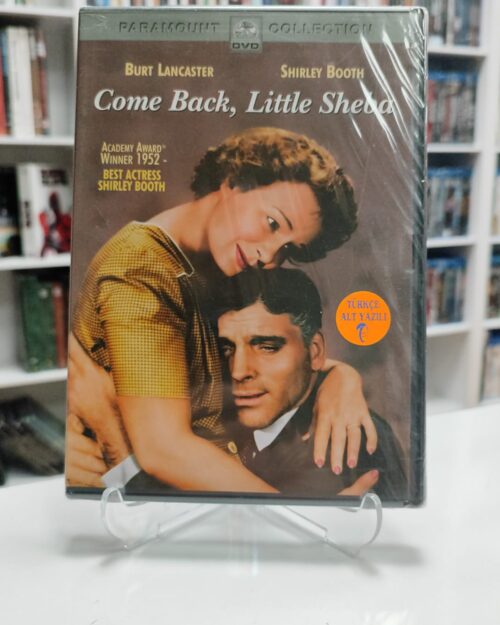 PARAMOUNT COLLECTION
DVD
BURT LANCASTER SHIRLEY BOOTH
Come Back, Little Sheba
ACADEMY AWARD™
WINNER 1952 -
BEST ACTRESS
SHIRLEY BOOTH
TÜRKÇE
ALT YAZILI